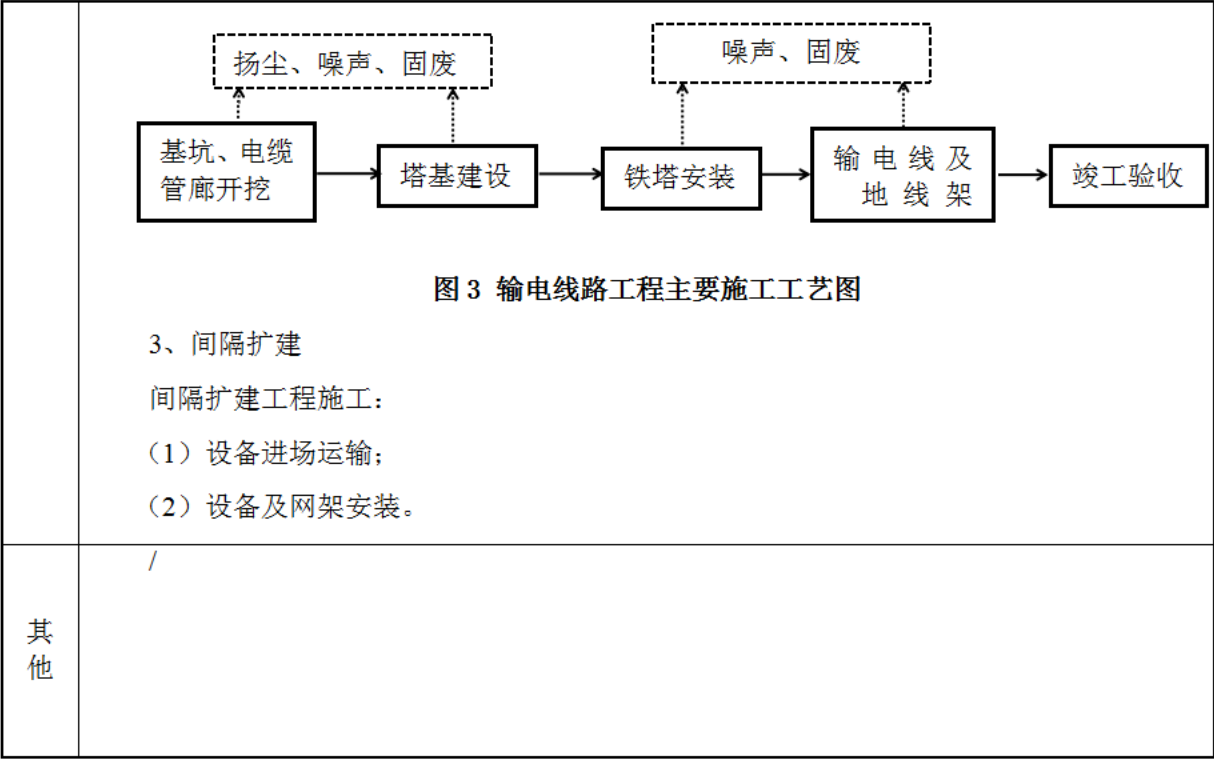 扬尘、噪声、固废
噪声、固废
基坑、电缆
管廊开挖
塔基建设
铁塔安装
输电线及
地线架
竣工验收
图3 输电线路工程主要施工工艺图
3、间隔扩建
间隔扩建工程施工：
（1）设备进场运输；
（2）设备及网架安装。
/
其
他